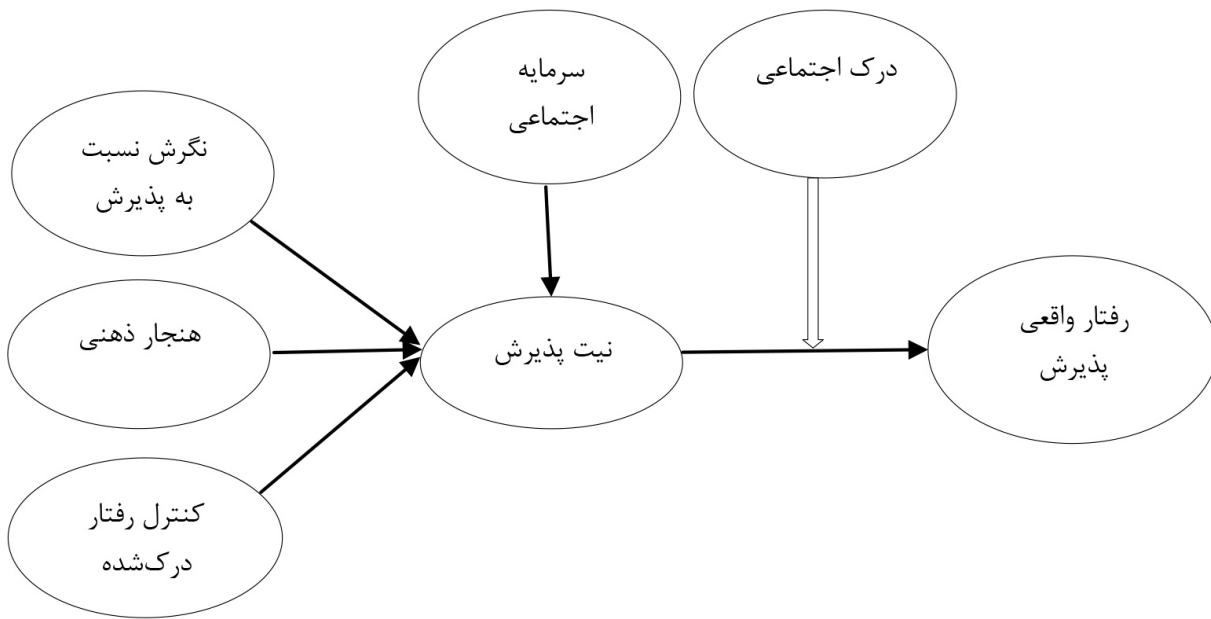 سرمایه
اجتماعی
درک اجتماعی
نگرش نسبت
به پذیرش
هنجار ذهنی
نیت پذیرش
رفتار واقعی
پذیرش
کنترل رفتار
درک‌شده